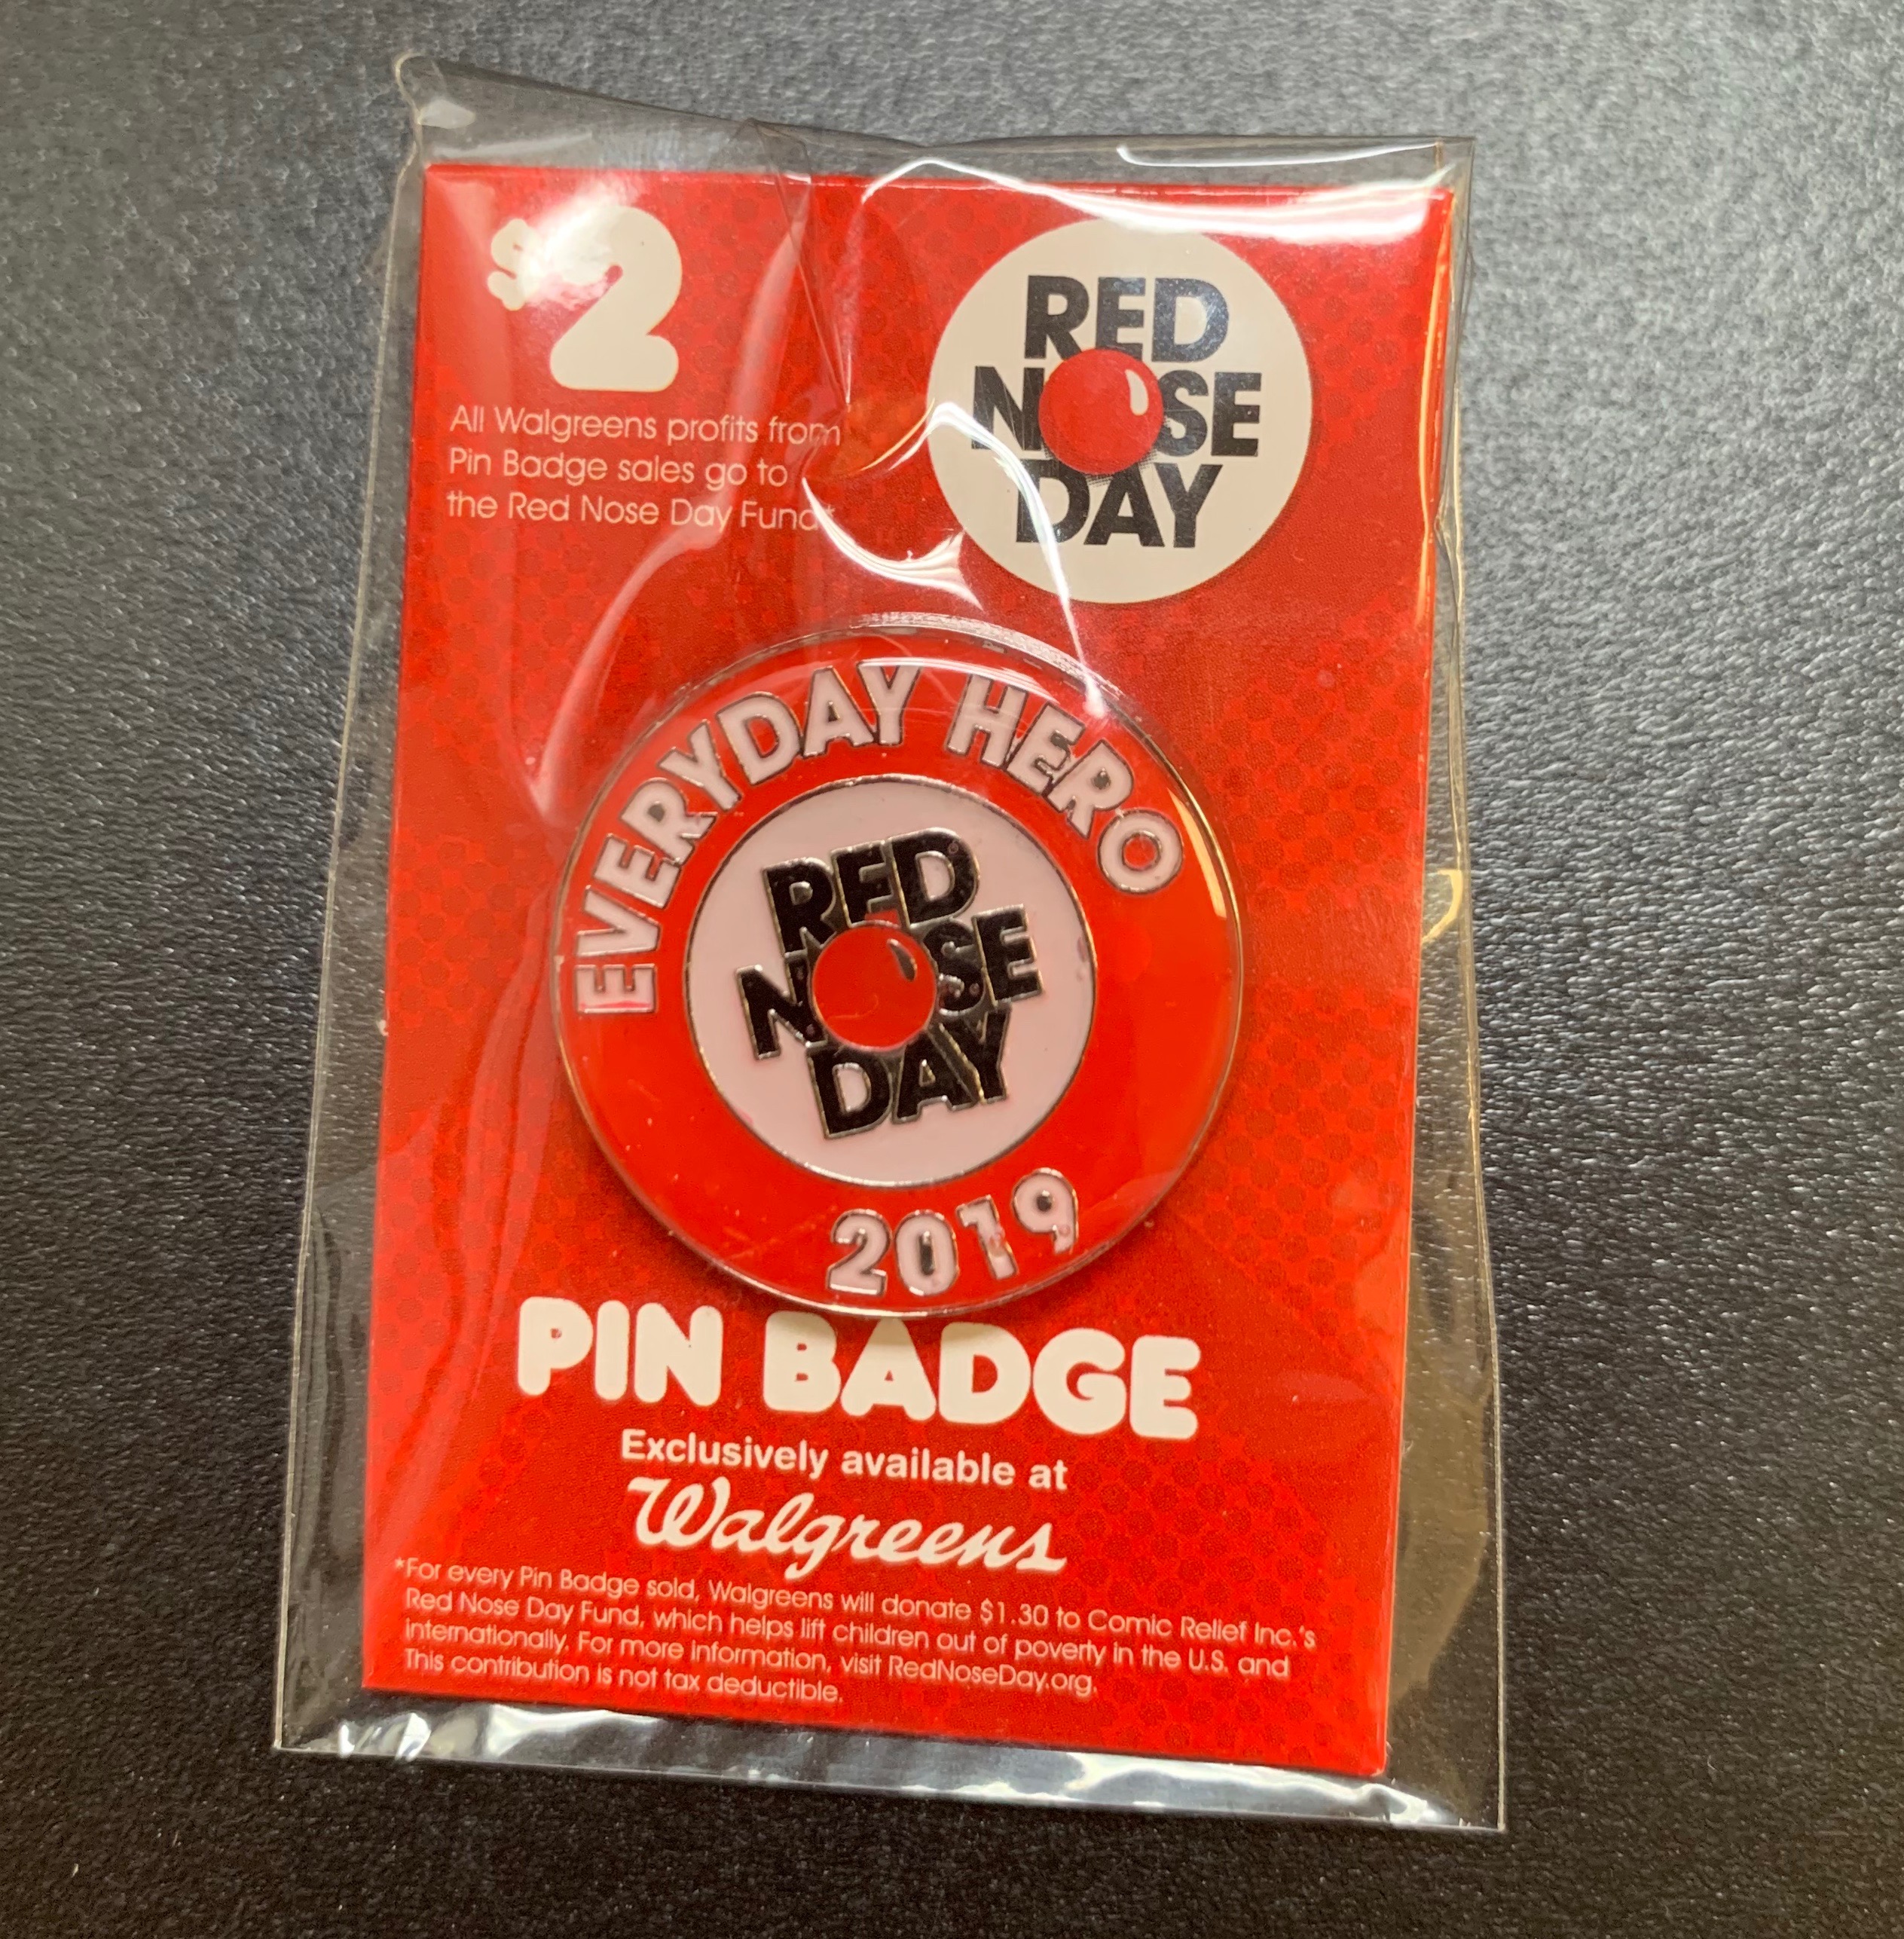 $2
All Walgreens profits from
Pin Badge sales go to
the Red Nose Day Fund*
RED
NOSE
DAY
EVERYDAY HERO
RED
NOSE
DAY
2019
PIN BADGE
Exclusively available at
Walgreens
*For every Pin Badge sold, Walgreens will donate $1.30 to Comic Relief Inc.'s
Red Nose Day Fund, which helps lift children out of poverty in the U.S. and
internationally. For more information, visit RedNoseDay.org.
This contribution is not tax deductible.